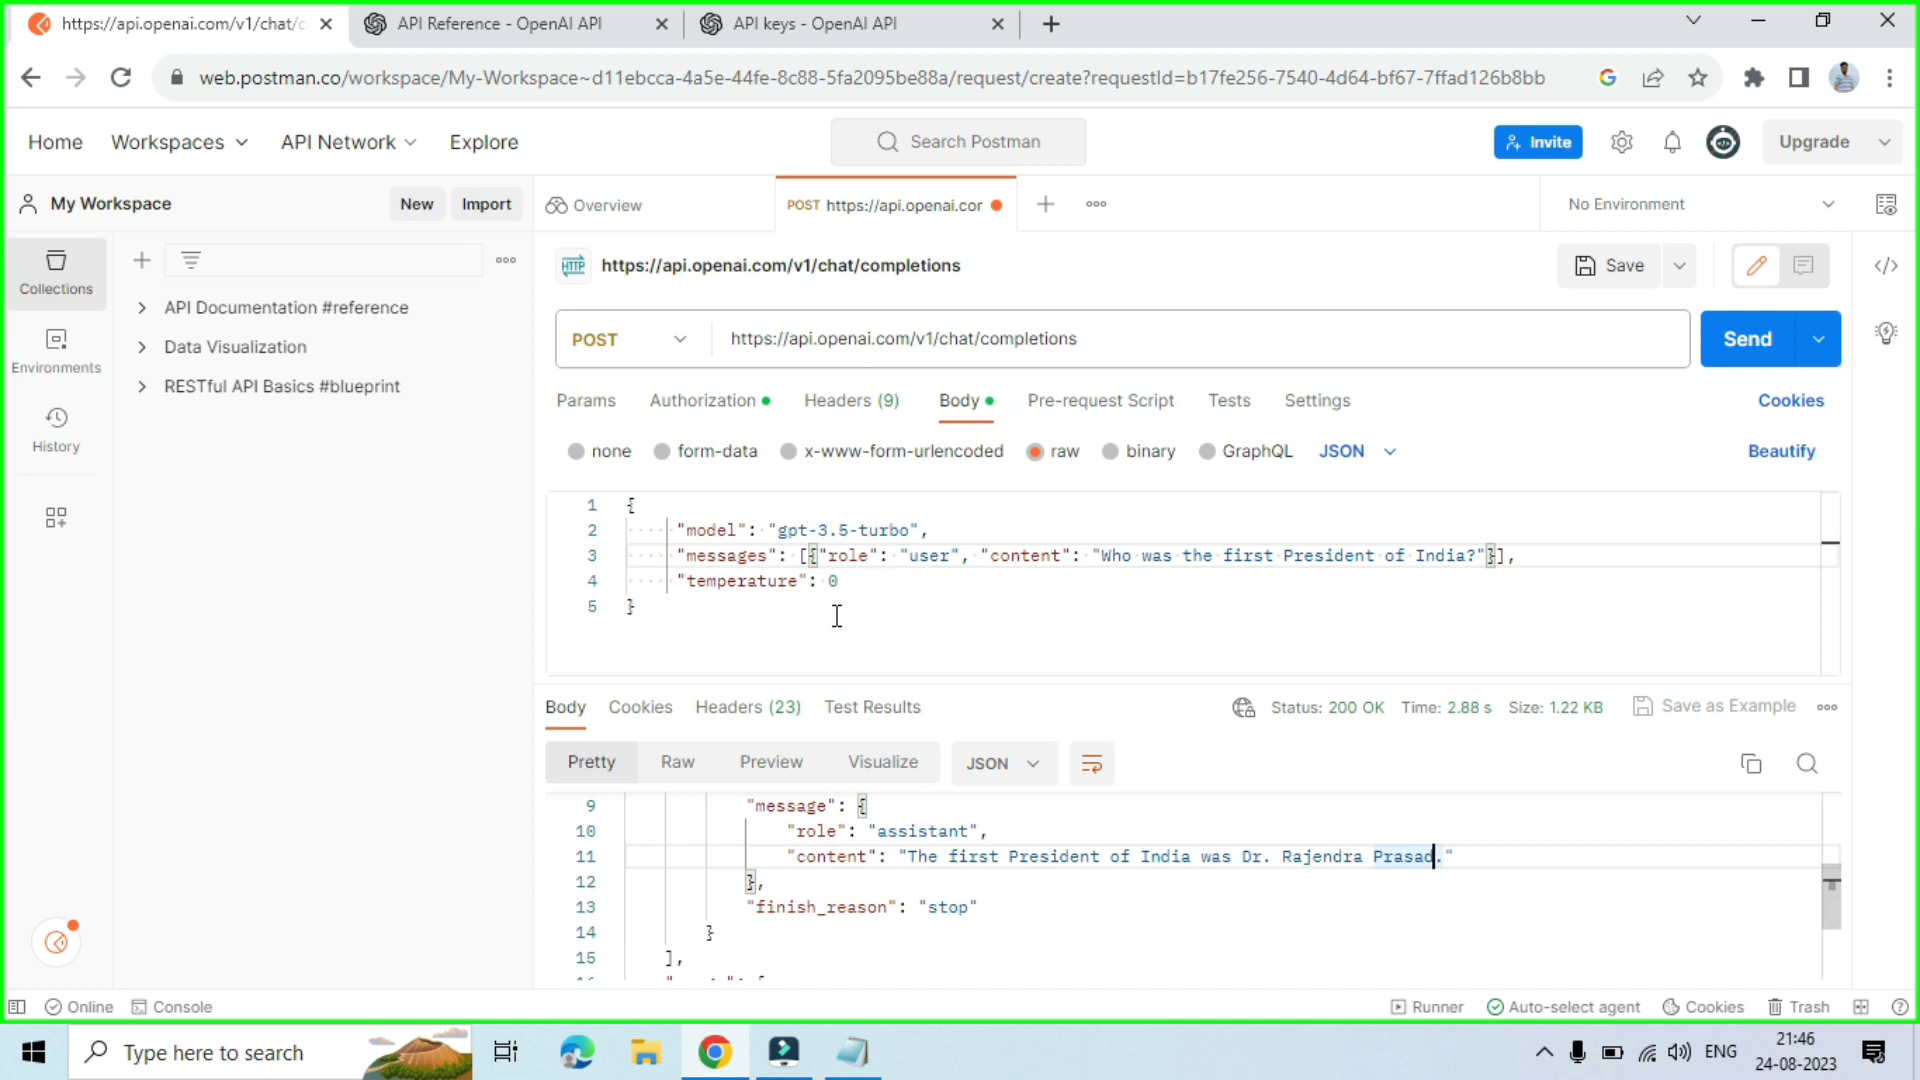 https://api.openai.com/v1/chat/c
API Reference - OpenAI API
API keys - OpenAI API
web.postman.co/workspace/My-Workspace~d11ebcca-4a5e-44fe-8c88-5fa2095be88a/request/create?requestId=b17fe256-7540-4d64-bf67-7ffad126b8bb
Home Workspaces API Network Explore
Search Postman
Invite
Upgrade
My Workspace
New Import
Overview
POST https://api.openai.cor
No Environment
Collections
Environments
History
API Documentation #reference
Data Visualization
RESTful API Basics #blueprint
HTTP https://api.openai.com/v1/chat/completions
Save
POST https://api.openai.com/v1/chat/completions
Send
Params Authorization Headers (9) Body Pre-request Script Tests Settings Cookies
none form-data x-www-form-urlencoded raw binary GraphQL JSON Beautify
1 {
2 "model": "gpt-3.5-turbo",
3 "messages": [{"role": "user", "content": "Who was the first President of India?"}],
4 "temperature": 0
5 }
Body Cookies Headers (23) Test Results Status: 200 OK Time: 2.88 s Size: 1.22 KB Save as Example
Pretty Raw Preview Visualize JSON
9 "message": {
10 "role": "assistant",
11 "content": "The first President of India was Dr. Rajendra Prasad."
12 },
13 "finish_reason": "stop"
14 }
15 ],
Online Console Runner Auto-select agent Cookies Trash
Type here to search
ENG
21:46
24-08-2023